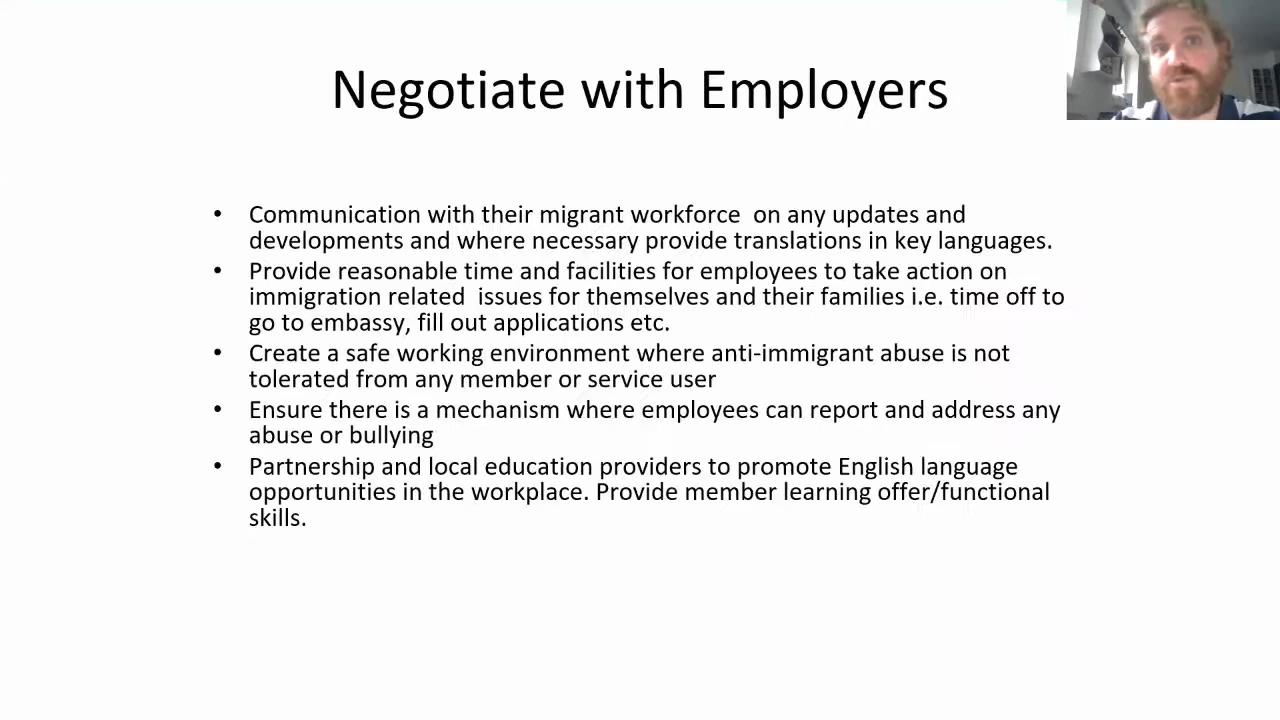 Negotiate with Employers
• Communication with their migrant workforce  on any updates and
developments and where necessary provide translations in key languages.
• Provide reasonable time and facilities for employees to take action on
immigration related  issues for themselves and their families i.e. time off to
go to embassy, fill out applications etc.
• Create a safe working environment where anti-immigrant abuse is not
tolerated from any member or service user
• Ensure there is a mechanism where employees can report and address any
abuse or bullying
• Partnership and local education providers to promote English language
opportunities in the workplace. Provide member learning offer/functional
skills.